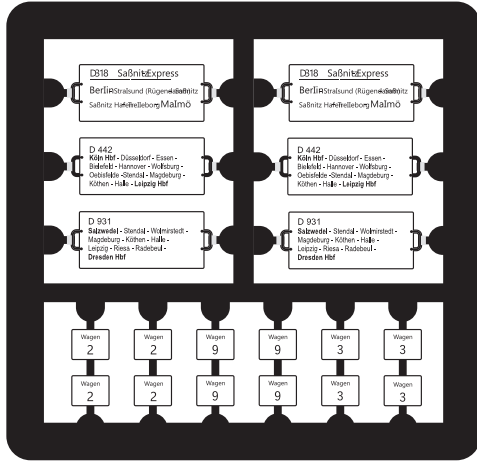 D318 Saßnitz-Express
Berlin-Stralsund (Rügendamm)-Saßnitz
Saßnitz Hafen-Trelleborg-Malmö
D 442
Köln Hbf - Düsseldorf - Essen -
Bielefeld - Hannover - Wolfsburg -
Oebisfelde - Stendal - Magdeburg -
Köthen - Halle - Leipzig Hbf
D 931
Salzwedel - Stendal - Wolmirstedt -
Magdeburg - Köthen - Halle -
Leipzig - Riesa - Radebeul -
Dresden Hbf
D318 Saßnitz-Express
Berlin-Stralsund (Rügendamm)-Saßnitz
Saßnitz Hafen-Trelleborg-Malmö
D 442
Köln Hbf - Düsseldorf - Essen -
Bielefeld - Hannover - Wolfsburg -
Oebisfelde - Stendal - Magdeburg -
Köthen - Halle - Leipzig Hbf
D 931
Salzwedel - Stendal - Wolmirstedt -
Magdeburg - Köthen - Halle -
Leipzig - Riesa - Radebeul -
Dresden Hbf
Wagen Wagen Wagen Wagen Wagen Wagen
2 2 9 9 3 3
Wagen Wagen Wagen Wagen Wagen Wagen
2 2 9 9 3 3